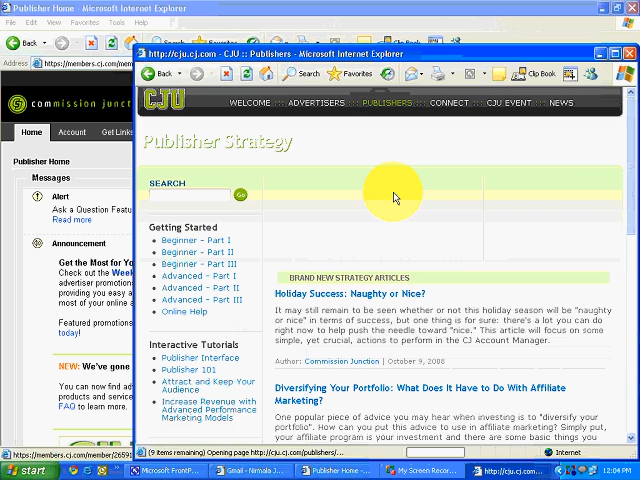 Publisher Home - Microsoft Internet Explorer
File Edit View Favorites Tools Help
Back
Address https://members.cj.com/member
commission junct
Home Account Get Links
Publisher Home
Messages
Alert
Ask a Question Featu
Read more
Announcement
Get the Most for Yo
Check out the Week
advertiser promotions
providing you easy a
most of your online a
Featured promotions
today!
NEW: We've gone
You can now find ad
products and service
FAQ to learn more.
http://cju.cj.com - CJU :: Publishers - Microsoft Internet Explorer
Back Search Favorites Clip Book
CJU
WELCOME ::: ADVERTISERS ::: PUBLISHERS ::: CONNECT ::: CJU EVENT ::: NEWS
Publisher Strategy
SEARCH
Go
Getting Started
Beginner - Part I
Beginner - Part II
Beginner - Part III
Advanced - Part I
Advanced - Part II
Advanced - Part III
Online Help
Interactive Tutorials
Publisher Interface
Publisher 101
Attract and Keep Your
Audience
Increase Revenue with
Advanced Performance
Marketing Models
BRAND NEW STRATEGY ARTICLES
Holiday Success: Naughty or Nice?
It may still remain to be seen whether or not this holiday season will be "naughty
or nice" in terms of success, but one thing is for sure: there's a lot you can do
right now to help push the needle toward "nice." This article will focus on some
simple, yet crucial, actions to perform in the CJ Account Manager.
Author: Commission Junction | October 9, 2008
Diversifying Your Portfolio: What Does It Have to Do With Affiliate
Marketing?
One popular piece of advice you may hear when investing is to "diversify your
portfolio". How can you put this advice to use in affiliate marketing? Simply put,
your affiliate program is your investment and there are some basic things you
https://members.cj.com/member/26591
(9 items remaining) Opening page http://cju.cj.com/publishers/...
Internet
start
Microsoft FrontP...
Gmail - Nirmala J...
Publisher Home -...
My Screen Recor...
http://cju.cj.com ...
12:04 PM